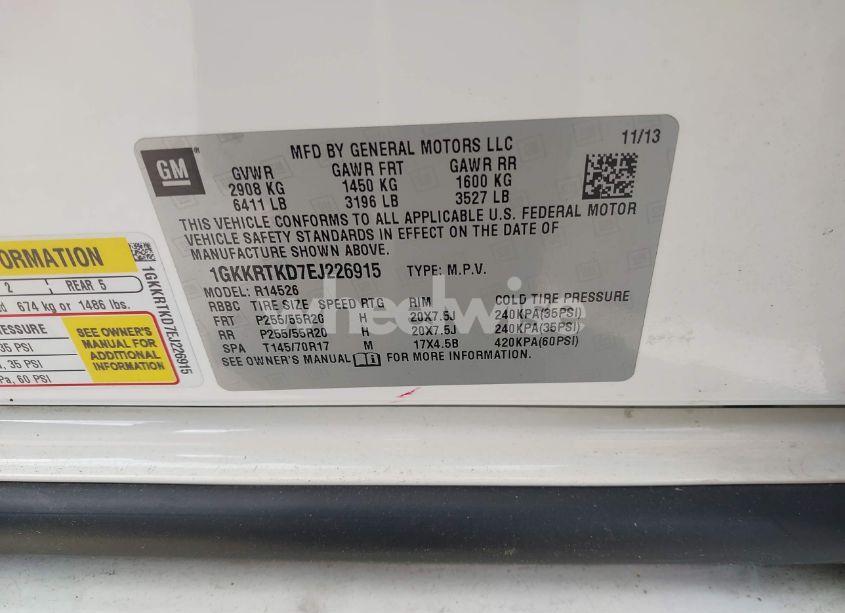 GM
MFD BY GENERAL MOTORS LLC 11/13
GVWR GAWR FRT GAWR RR
2908 KG 1450 KG 1600 KG
6411 LB 3196 LB 3527 LB
THIS VEHICLE CONFORMS TO ALL APPLICABLE U.S. FEDERAL MOTOR
VEHICLE SAFETY STANDARDS IN EFFECT ON THE DATE OF
MANUFACTURE SHOWN ABOVE.
1GKKRTKD7EJ226915 TYPE: M.P.V.
MODEL: R14526
RBBC TIRE SIZE SPEED RTG RIM COLD TIRE PRESSURE
FRT P255/55R20 H 20X7.5J 240KPA(35PSI)
RR P255/55R20 H 20X7.5J 240KPA(35PSI)
SPA T145/70R17 M 17X4.5B 420KPA(60PSI)
SEE OWNER'S MANUAL FOR MORE INFORMATION.
2 REAR 5
674 kg or 1486 lbs.
35 PSI
, 35 PSI
, 60 PSI
SEE OWNER'S
MANUAL FOR
ADDITIONAL
INFORMATION
1GKKRTKD7EJ226915